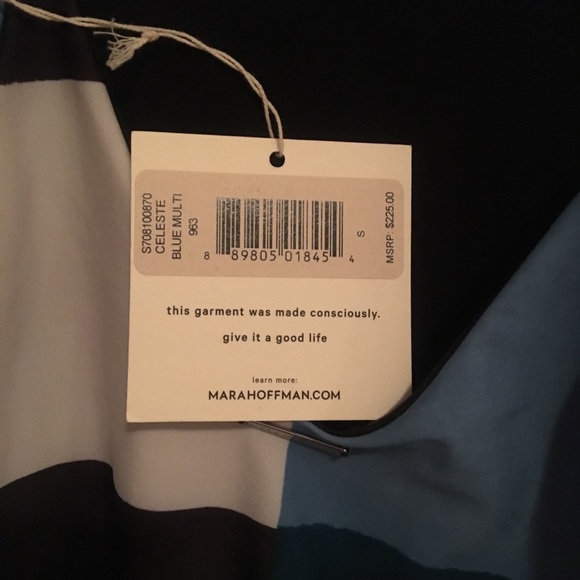 S708100870
CELESTE
BLUE MULTI
963
8 89805 01845 4
S
MSRP: $225.00
this garment was made consciously.
give it a good life
learn more:
MARAHOFFMAN.COM